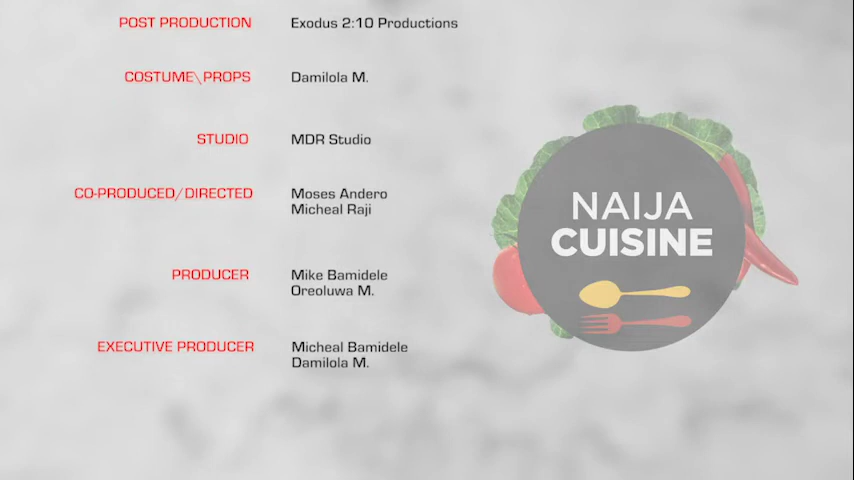 POST PRODUCTION Exodus 2:10 Productions
COSTUME\PROPS Damilola M.
STUDIO MDR Studio
CO-PRODUCED/DIRECTED Moses Andero
Micheal Raji
PRODUCER Mike Bamidele
Oreoluwa M.
EXECUTIVE PRODUCER Micheal Bamidele
Damilola M.
NAIJA
CUISINE